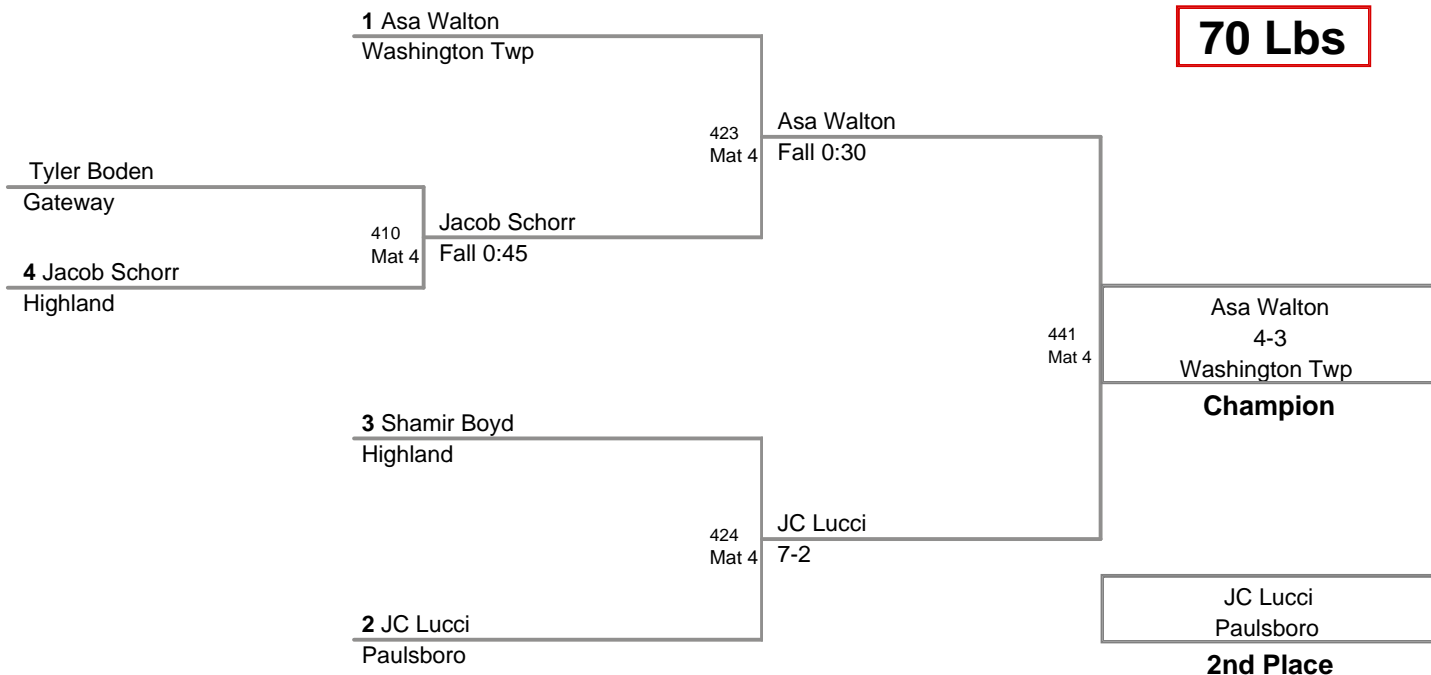 1 Asa Walton
Washington Twp
70 Lbs
423
Mat 4
Asa Walton
Fall 0:30
Tyler Boden
Gateway
410
Mat 4
Jacob Schorr
Fall 0:45
4 Jacob Schorr
Highland
441
Mat 4
Asa Walton
4-3
Washington Twp
Champion
3 Shamir Boyd
Highland
424
Mat 4
JC Lucci
7-2
2 JC Lucci
Paulsboro
JC Lucci
Paulsboro
2nd Place